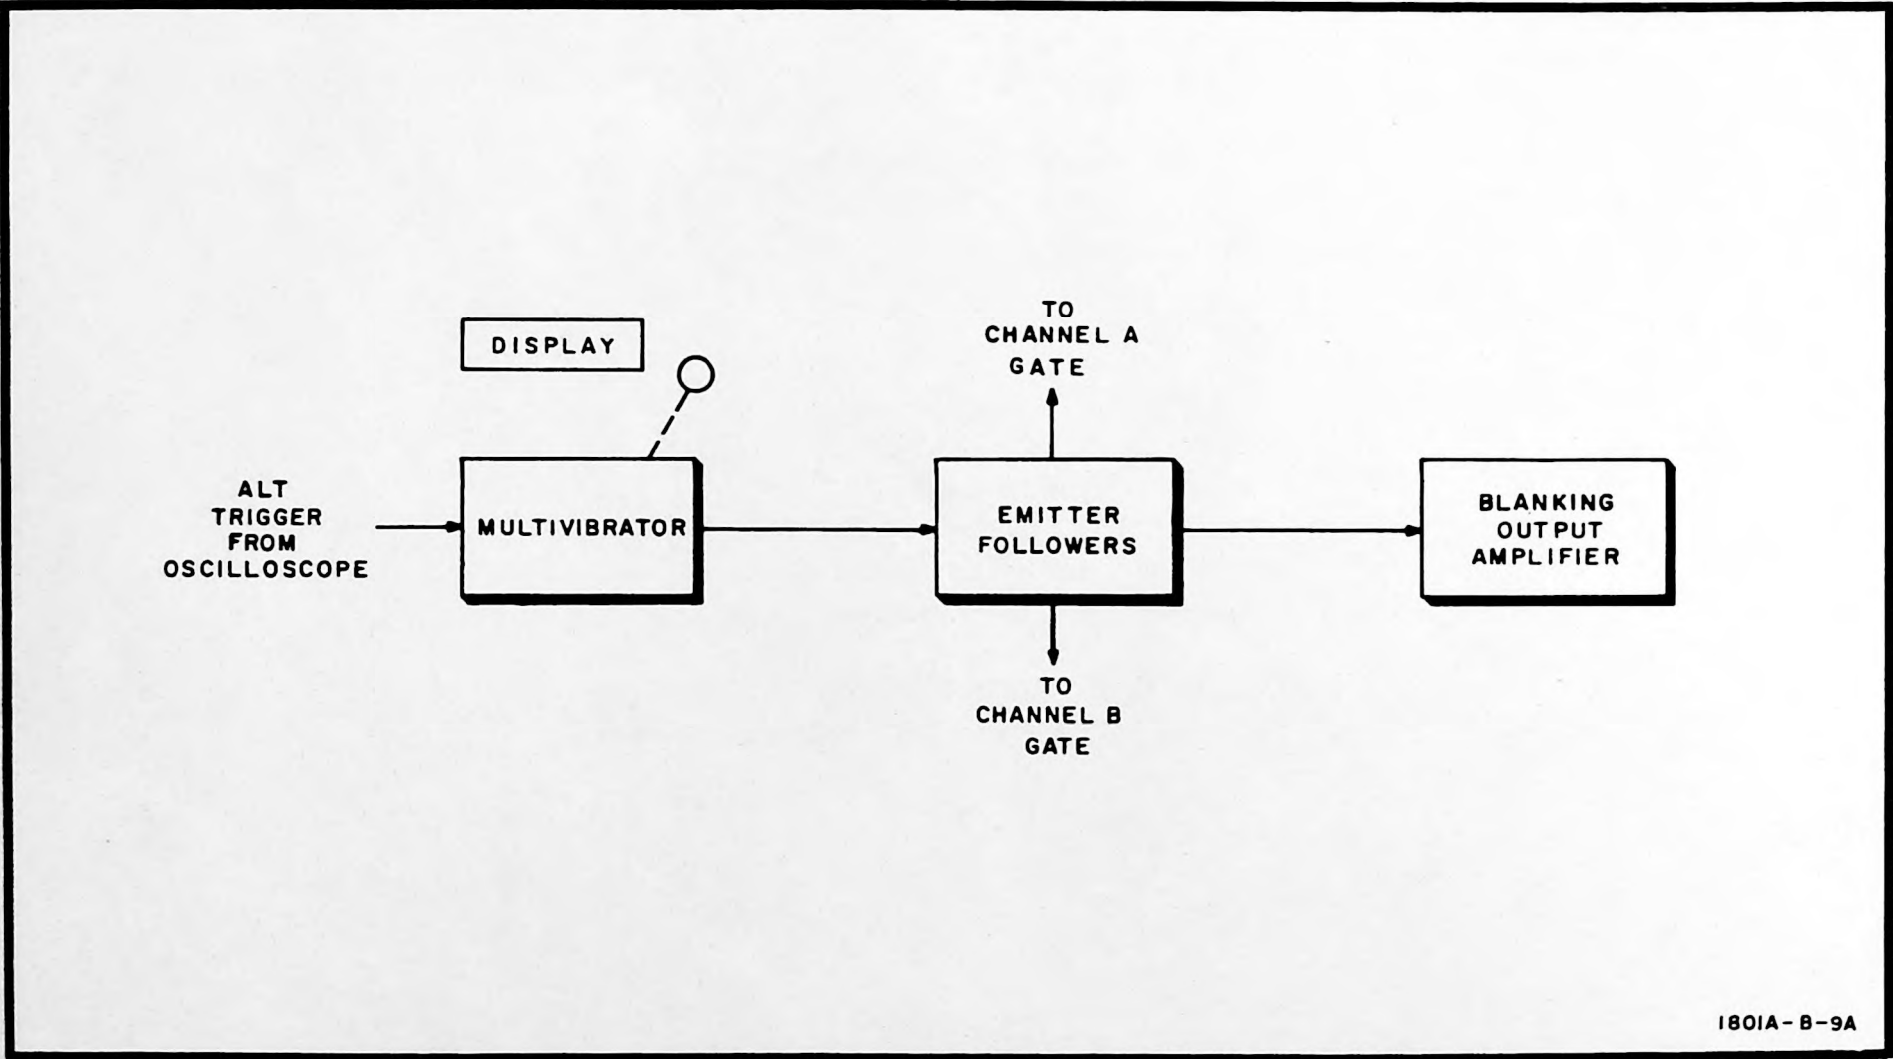 DISPLAY
ALT
TRIGGER
FROM
OSCILLOSCOPE
MULTIVIBRATOR
TO
CHANNEL A
GATE
EMITTER
FOLLOWERS
TO
CHANNEL B
GATE
BLANKING
OUTPUT
AMPLIFIER
1801A-B-9A